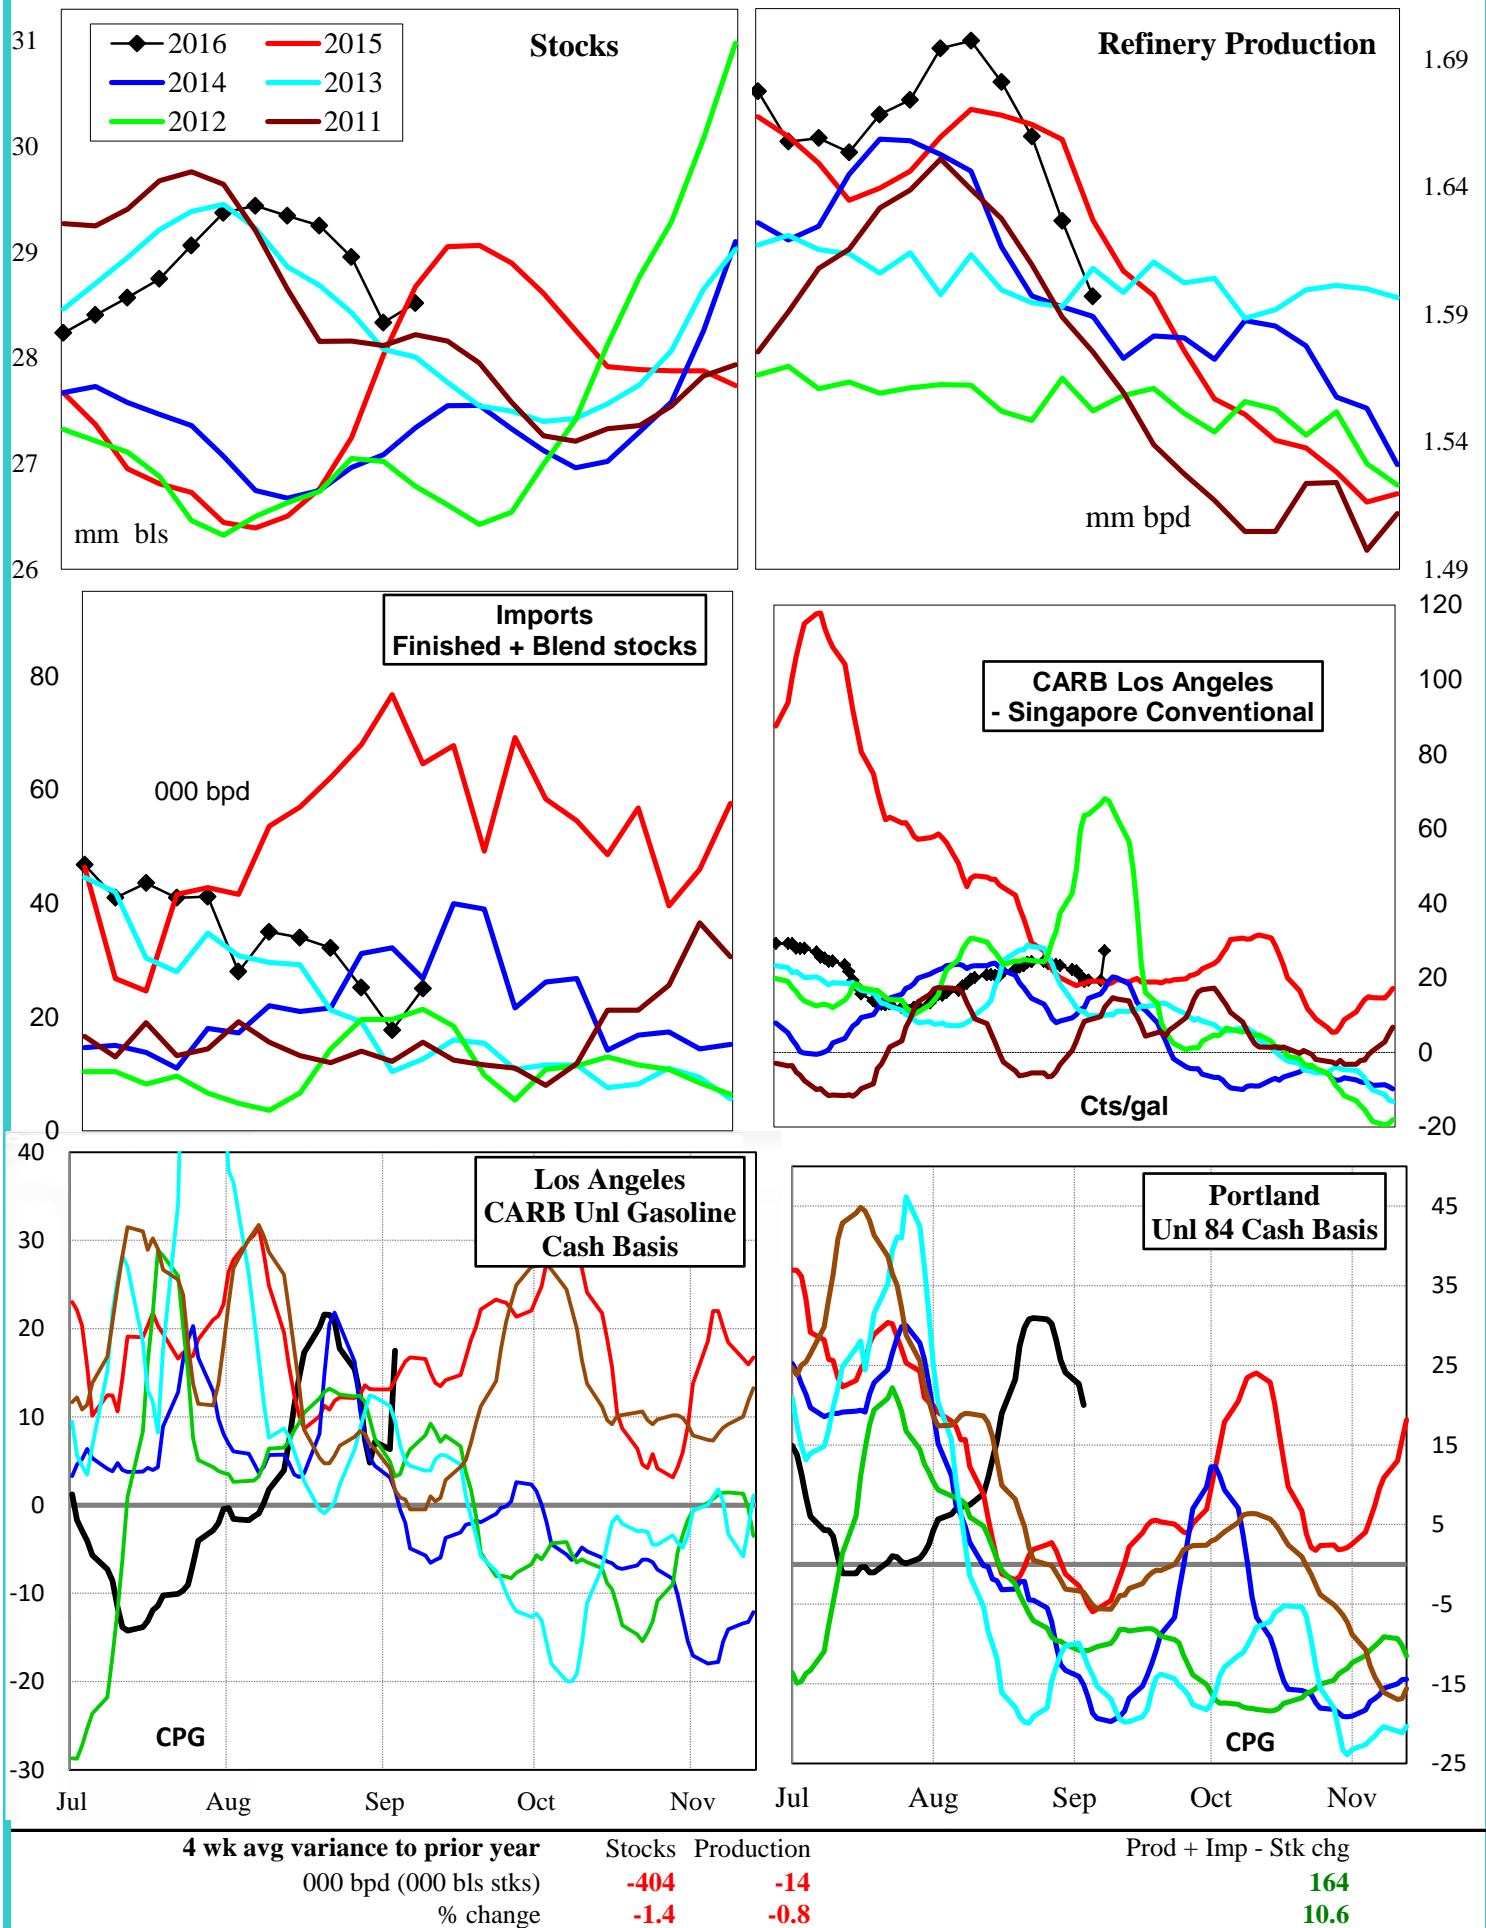 Stocks
2016
2015
2014
2013
2012
2011
31
30
29
28
27
26
mm bls
Refinery Production
1.69
1.64
1.59
1.54
1.49
mm bpd
Imports
Finished + Blend stocks
80
60
40
20
0
000 bpd
CARB Los Angeles
- Singapore Conventional
120
100
80
60
40
20
0
-20
Cts/gal
Los Angeles
CARB Unl Gasoline
Cash Basis
40
30
20
10
0
-10
-20
-30
CPG
Jul Aug Sep Oct Nov
Portland
Unl 84 Cash Basis
45
35
25
15
5
-5
-15
-25
CPG
Jul Aug Sep Oct Nov
4 wk avg variance to prior year Stocks Production Prod + Imp - Stk chg
000 bpd (000 bls stks) -404 -14 164
% change -1.4 -0.8 10.6